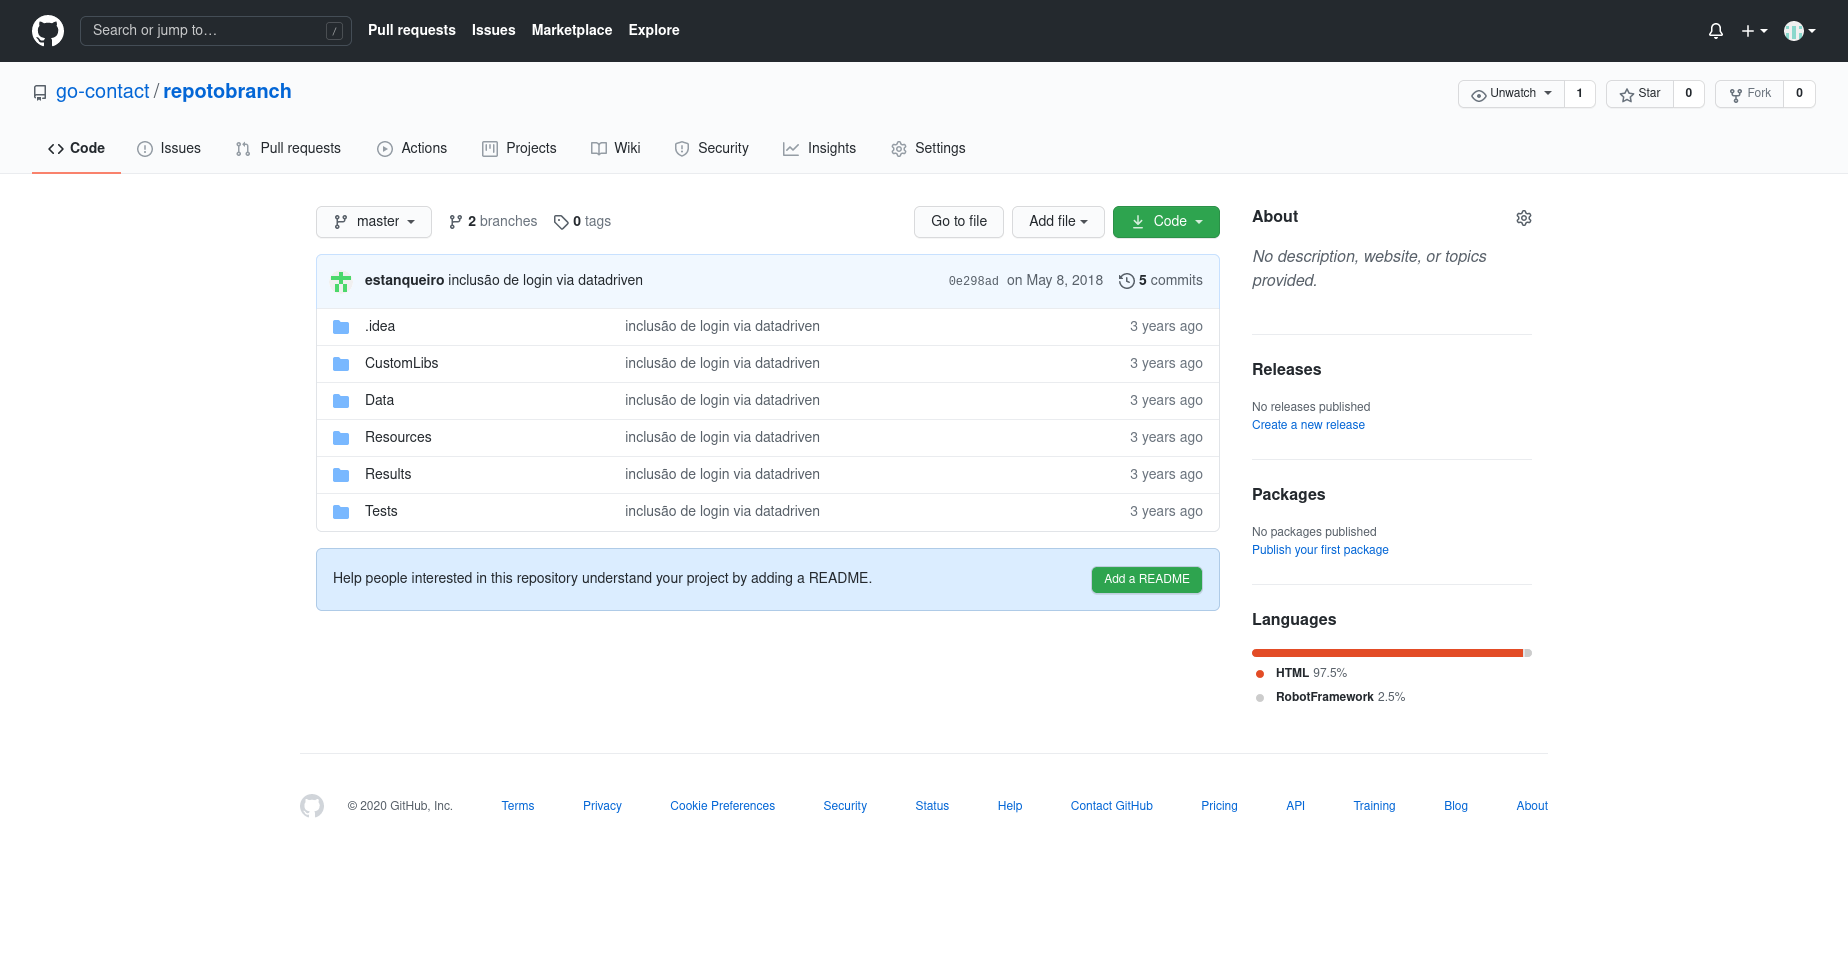 Search or jump to… /
Pull requests Issues Marketplace Explore
go-contact / repotobranch
Unwatch 1 Star 0 Fork 0
Code Issues Pull requests Actions Projects Wiki Security Insights Settings
master 2 branches 0 tags Go to file Add file Code
estanqueiro inclusão de login via datadriven 0e298ad on May 8, 2018 5 commits
.idea inclusão de login via datadriven 3 years ago
CustomLibs inclusão de login via datadriven 3 years ago
Data inclusão de login via datadriven 3 years ago
Resources inclusão de login via datadriven 3 years ago
Results inclusão de login via datadriven 3 years ago
Tests inclusão de login via datadriven 3 years ago
Help people interested in this repository understand your project by adding a README. Add a README
About
No description, website, or topics
provided.
Releases
No releases published
Create a new release
Packages
No packages published
Publish your first package
Languages
HTML 97.5%
RobotFramework 2.5%
© 2020 GitHub, Inc. Terms Privacy Cookie Preferences Security Status Help Contact GitHub Pricing API Training Blog About